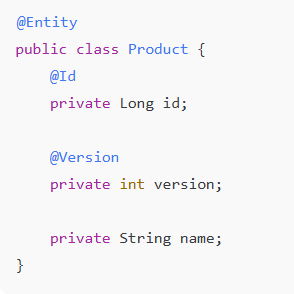 @Entity
public class Product {
    @Id
    private Long id;

    @Version
    private int version;

    private String name;
}